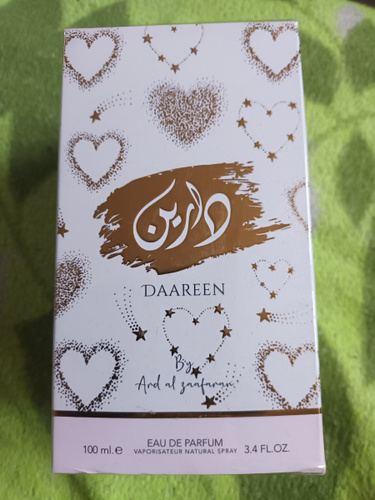 دارين
DAAREEN
By
Ard al zaafaran
EAU DE PARFUM
100 ml. e VAPORISATEUR NATURAL SPRAY 3.4 FL.OZ.